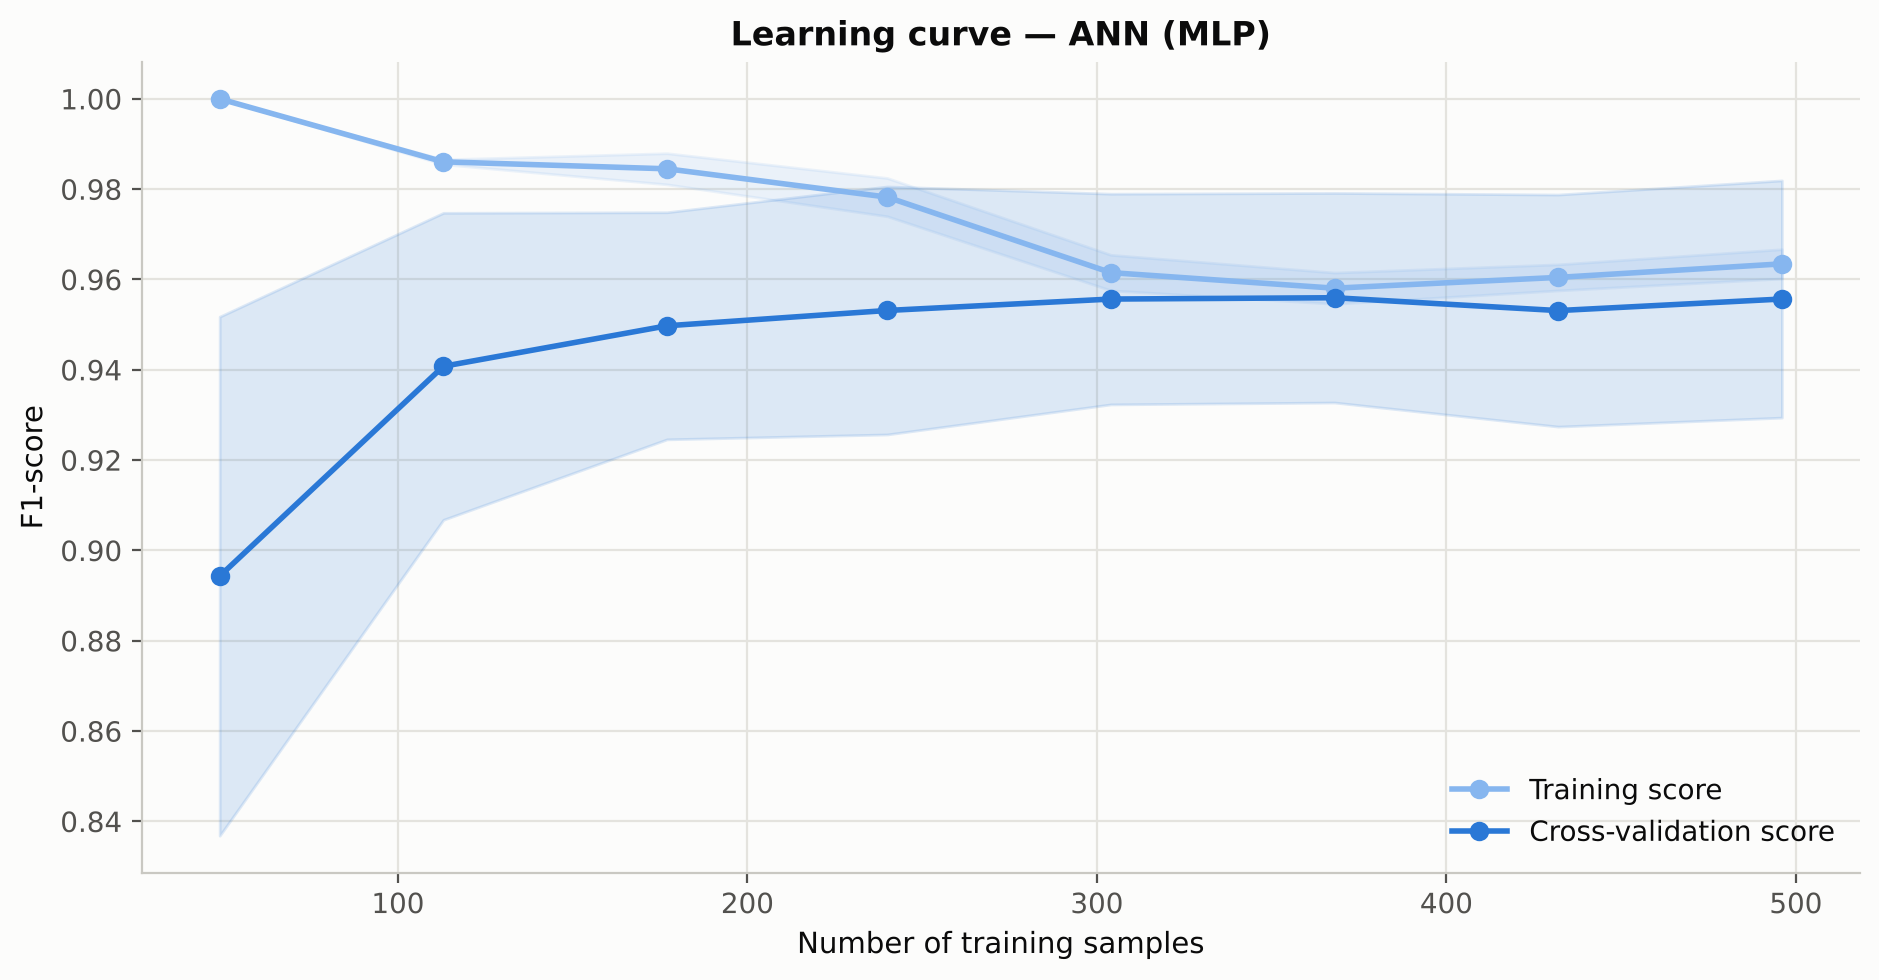 Learning curve — ANN (MLP)
1.00
0.98
0.96
0.94
0.92
0.90
0.88
0.86
0.84
F1-score
Training score
Cross-validation score
100 200 300 400 500
Number of training samples